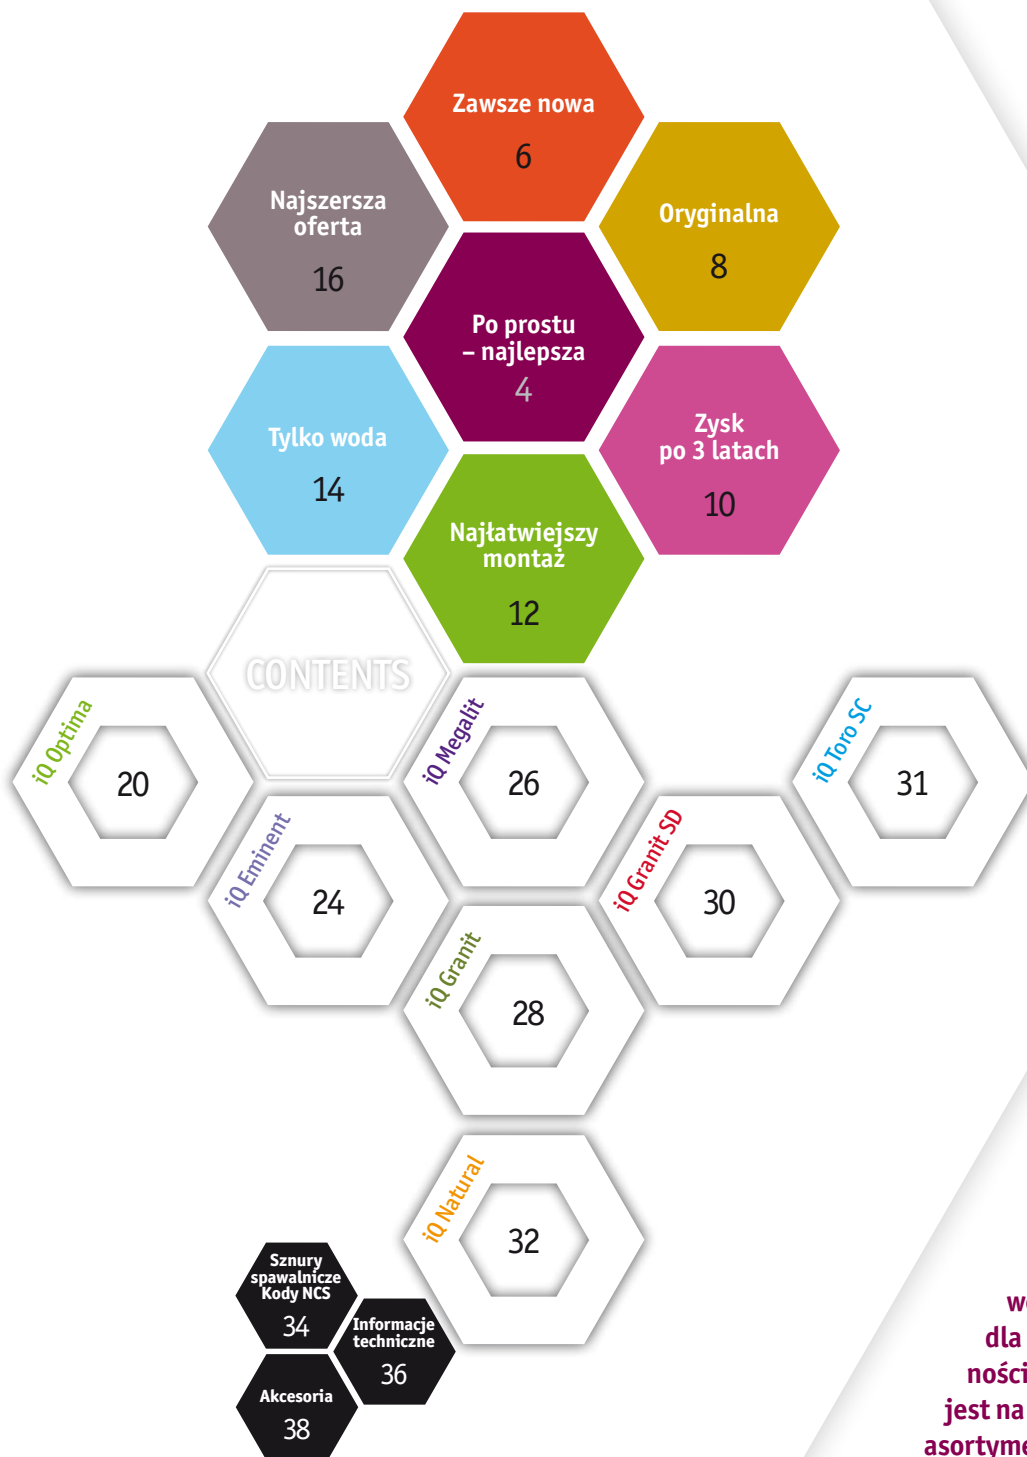 Zawsze nowa
6
Najszersza
oferta
16
Oryginalna
8
Po prostu
– najlepsza
4
Tylko woda
14
Zysk
po 3 latach
10
Najłatwiejszy
montaż
12
CONTENTS
iQ Optima
20
iQ Megalit
26
iQ Toro SC
31
iQ Eminent
24
iQ Granit SD
30
iQ Granit
28
iQ Natural
32
Sznury
spawalnicze
Kody NCS
34
Informacje
techniczne
36
Akcesoria
38
dla
jest na